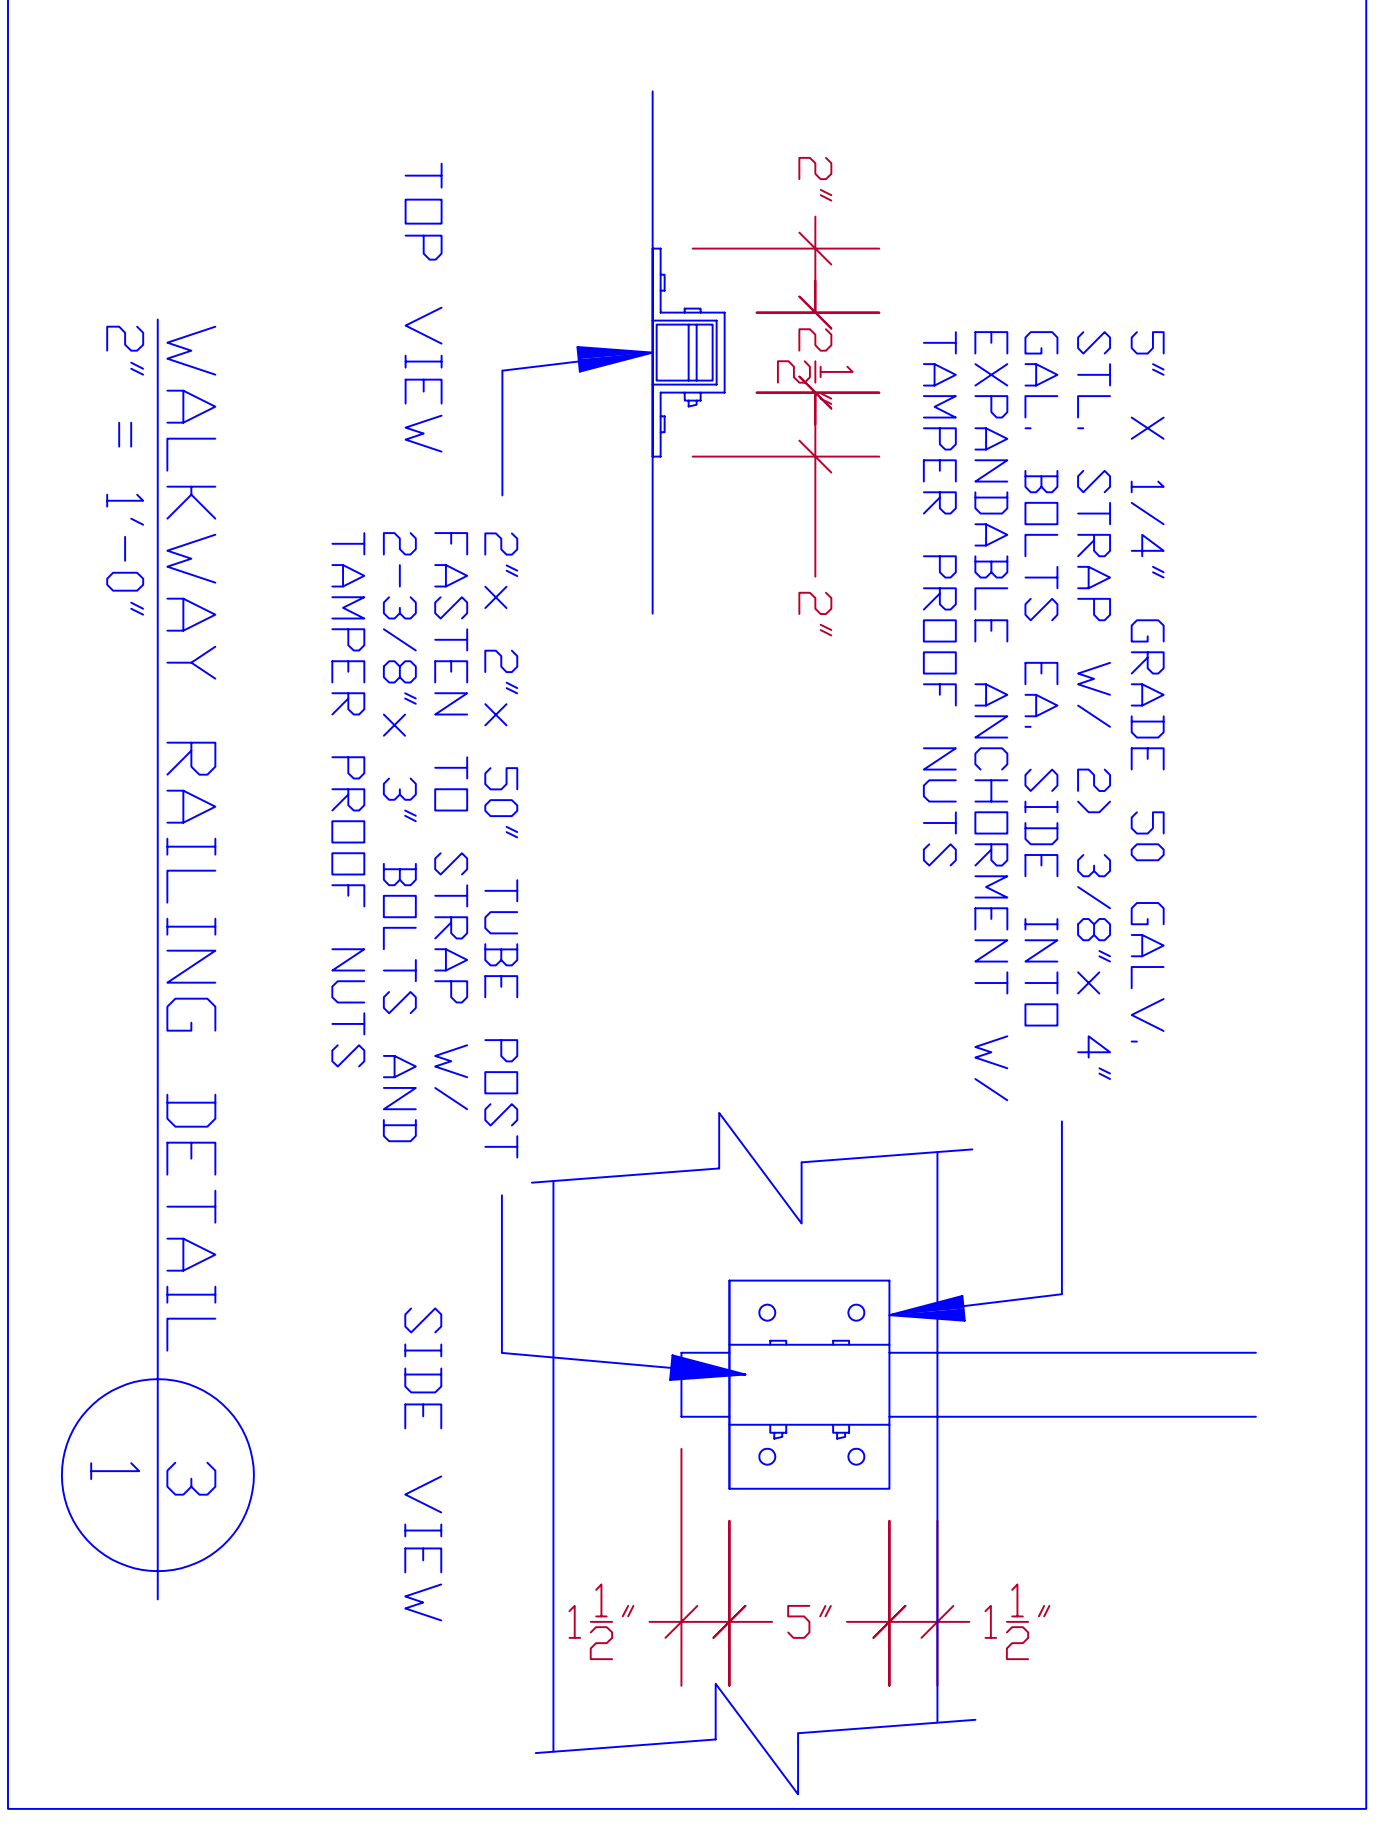 5" X 1/4" GRADE 50 GALV.
STL. STRAP W/ 2) 3/8"x 4"
GAL. BOLTS EA. SIDE INTO
EXPANDABLE ANCHORMENT W/
TAMPER PROOF NUTS
2"
2 1/2"
2"
2"x 2"x 50" TUBE POST
FASTEN TO STRAP W/
2-3/8"x 3" BOLTS AND
TAMPER PROOF NUTS
1 1/2"
5"
1 1/2"
TOP VIEW
SIDE VIEW
WALKWAY RAILING DETAIL
2" = 1'-0"
3
1